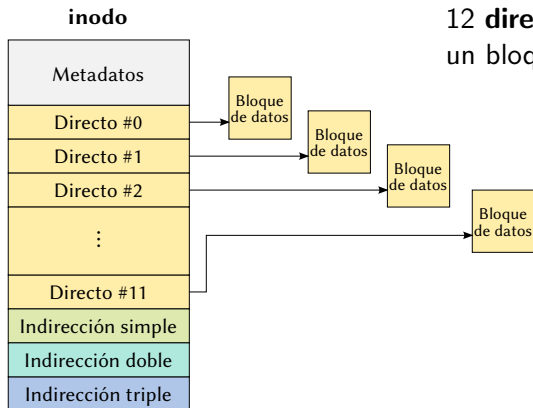 inodo
12 dire
un bloq
Metadatos
Directo #0
Directo #1
Directo #2
⋮
Directo #11
Indirección simple
Indirección doble
Indirección triple
Bloque
de datos
Bloque
de datos
Bloque
de datos
Bloque
de datos